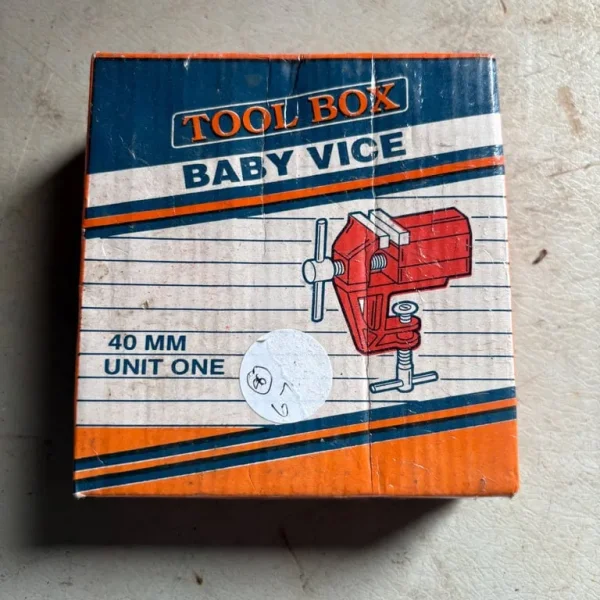 TOOL BOX
BABY VICE
40 MM
UNIT ONE